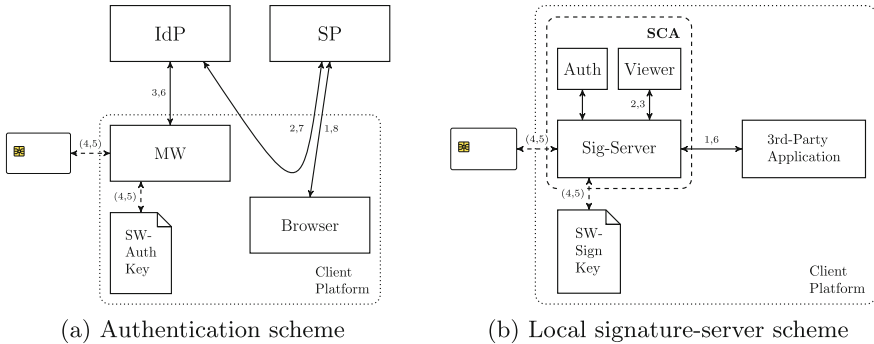 IdP
SP
3,6
2,7
1,8
(4,5)
MW
(4,5)
SW-
Auth
Key
Browser
Client
Platform
(a) Authentication scheme
SCA
Auth
Viewer
2,3
(4,5)
Sig-Server
1,6
3rd-Party
Application
(4,5)
SW-
Sign
Key
Client
Platform
(b) Local signature-server scheme